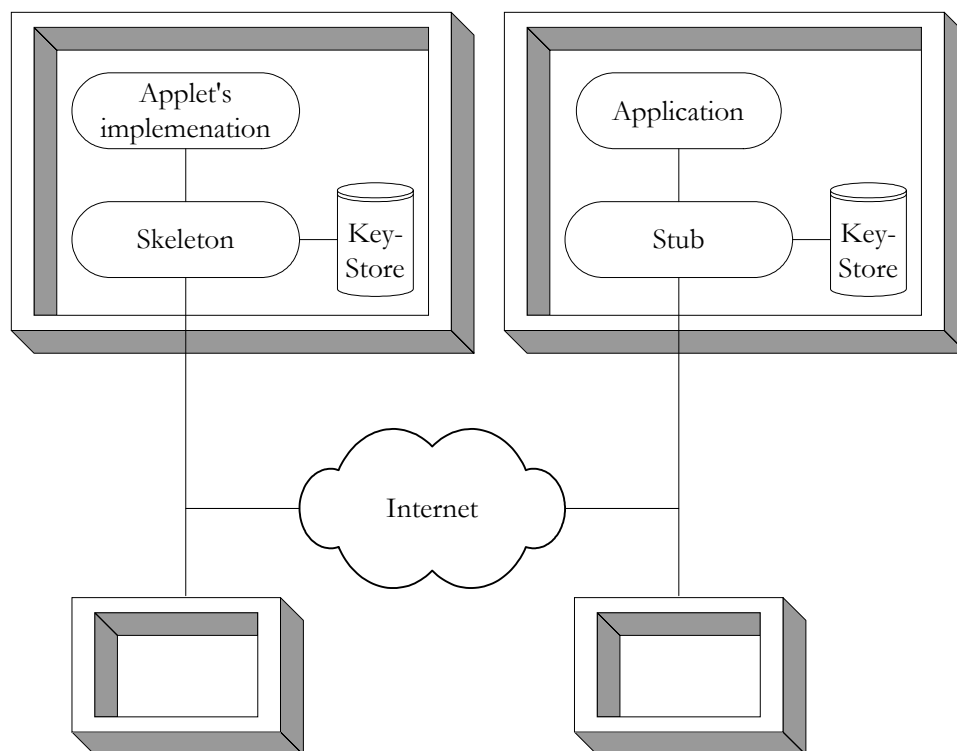 Applet's
implemenation
Application
Skeleton
Key-
Store
Stub
Key-
Store
Internet